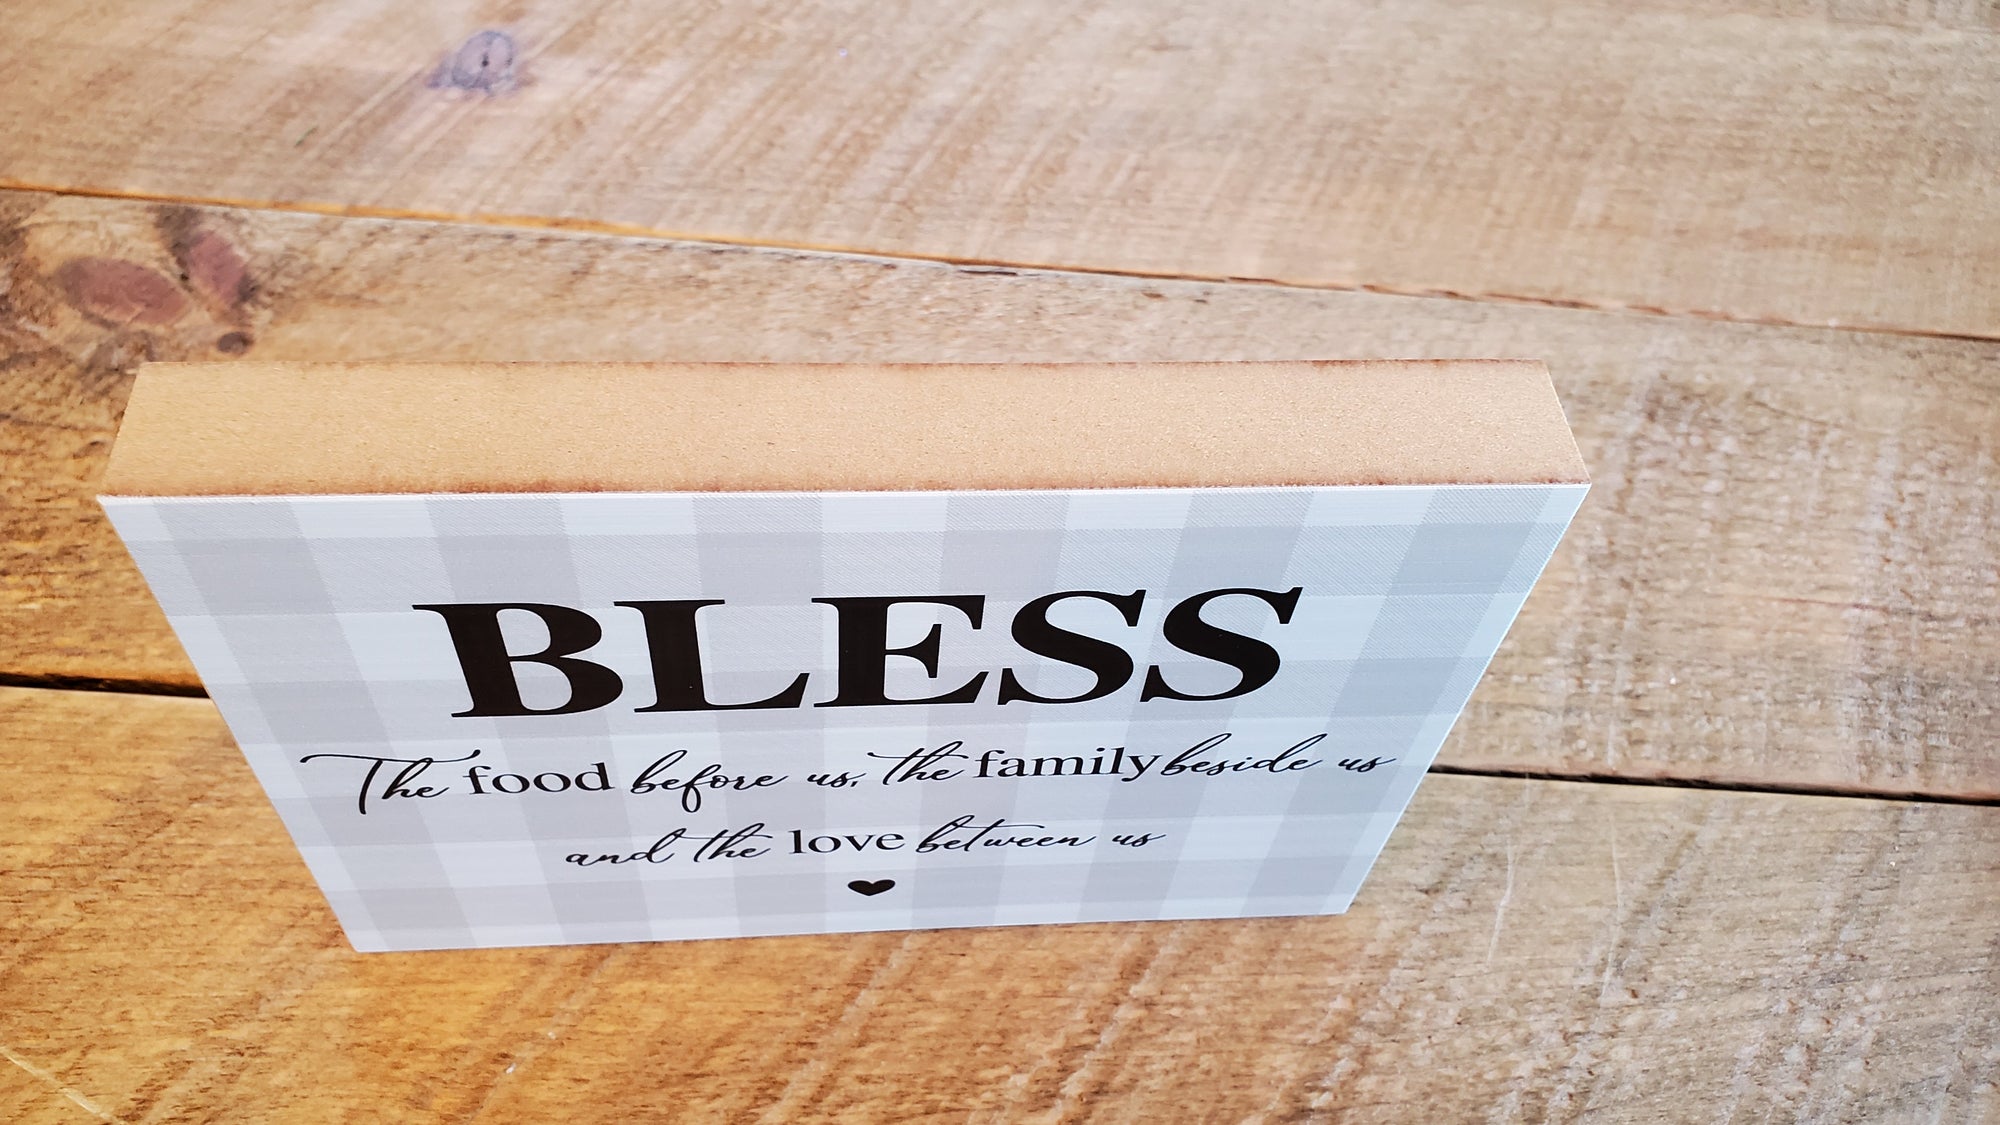 BLESS
The food before us, the family beside us
and the love between us